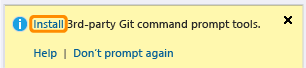 Install 3rd-party Git command prompt tools.
Help | Don't prompt again